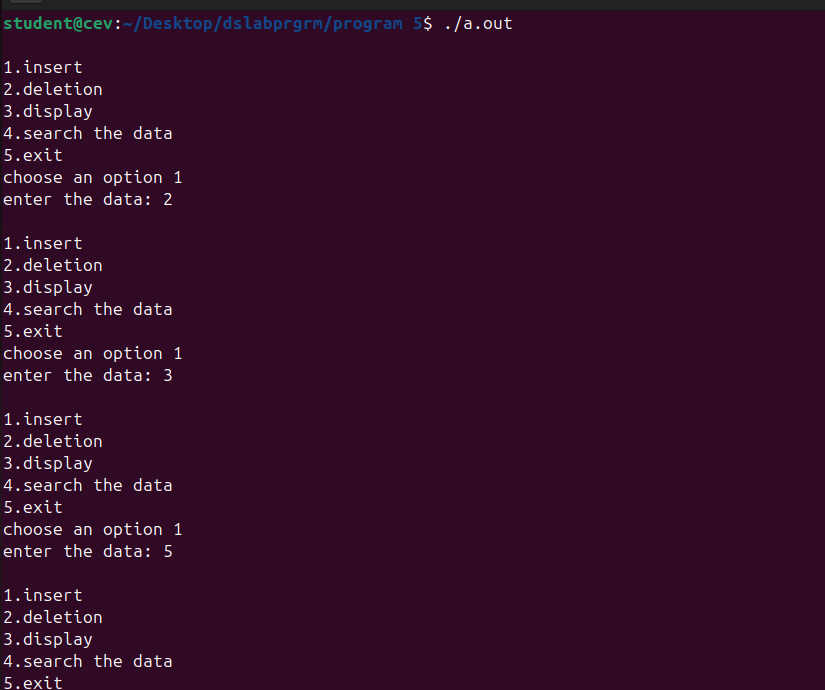 student@cev:~/Desktop/dslabprgrm/program 5$ ./a.out
1.insert
2.deletion
3.display
4.search the data
5.exit
choose an option 1
enter the data: 2
1.insert
2.deletion
3.display
4.search the data
5.exit
choose an option 1
enter the data: 3
1.insert
2.deletion
3.display
4.search the data
5.exit
choose an option 1
enter the data: 5
1.insert
2.deletion
3.display
4.search the data
5.exit